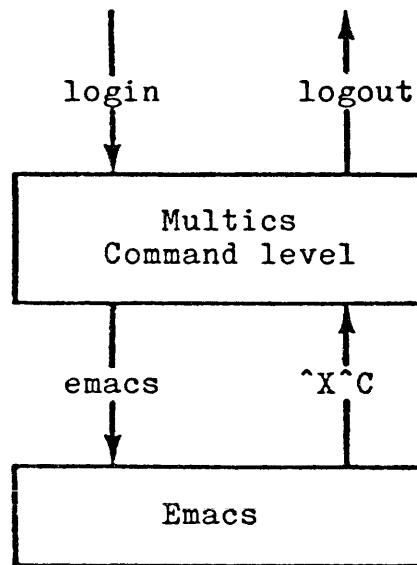 login logout
Multics
Command level
emacs ^X^C
Emacs